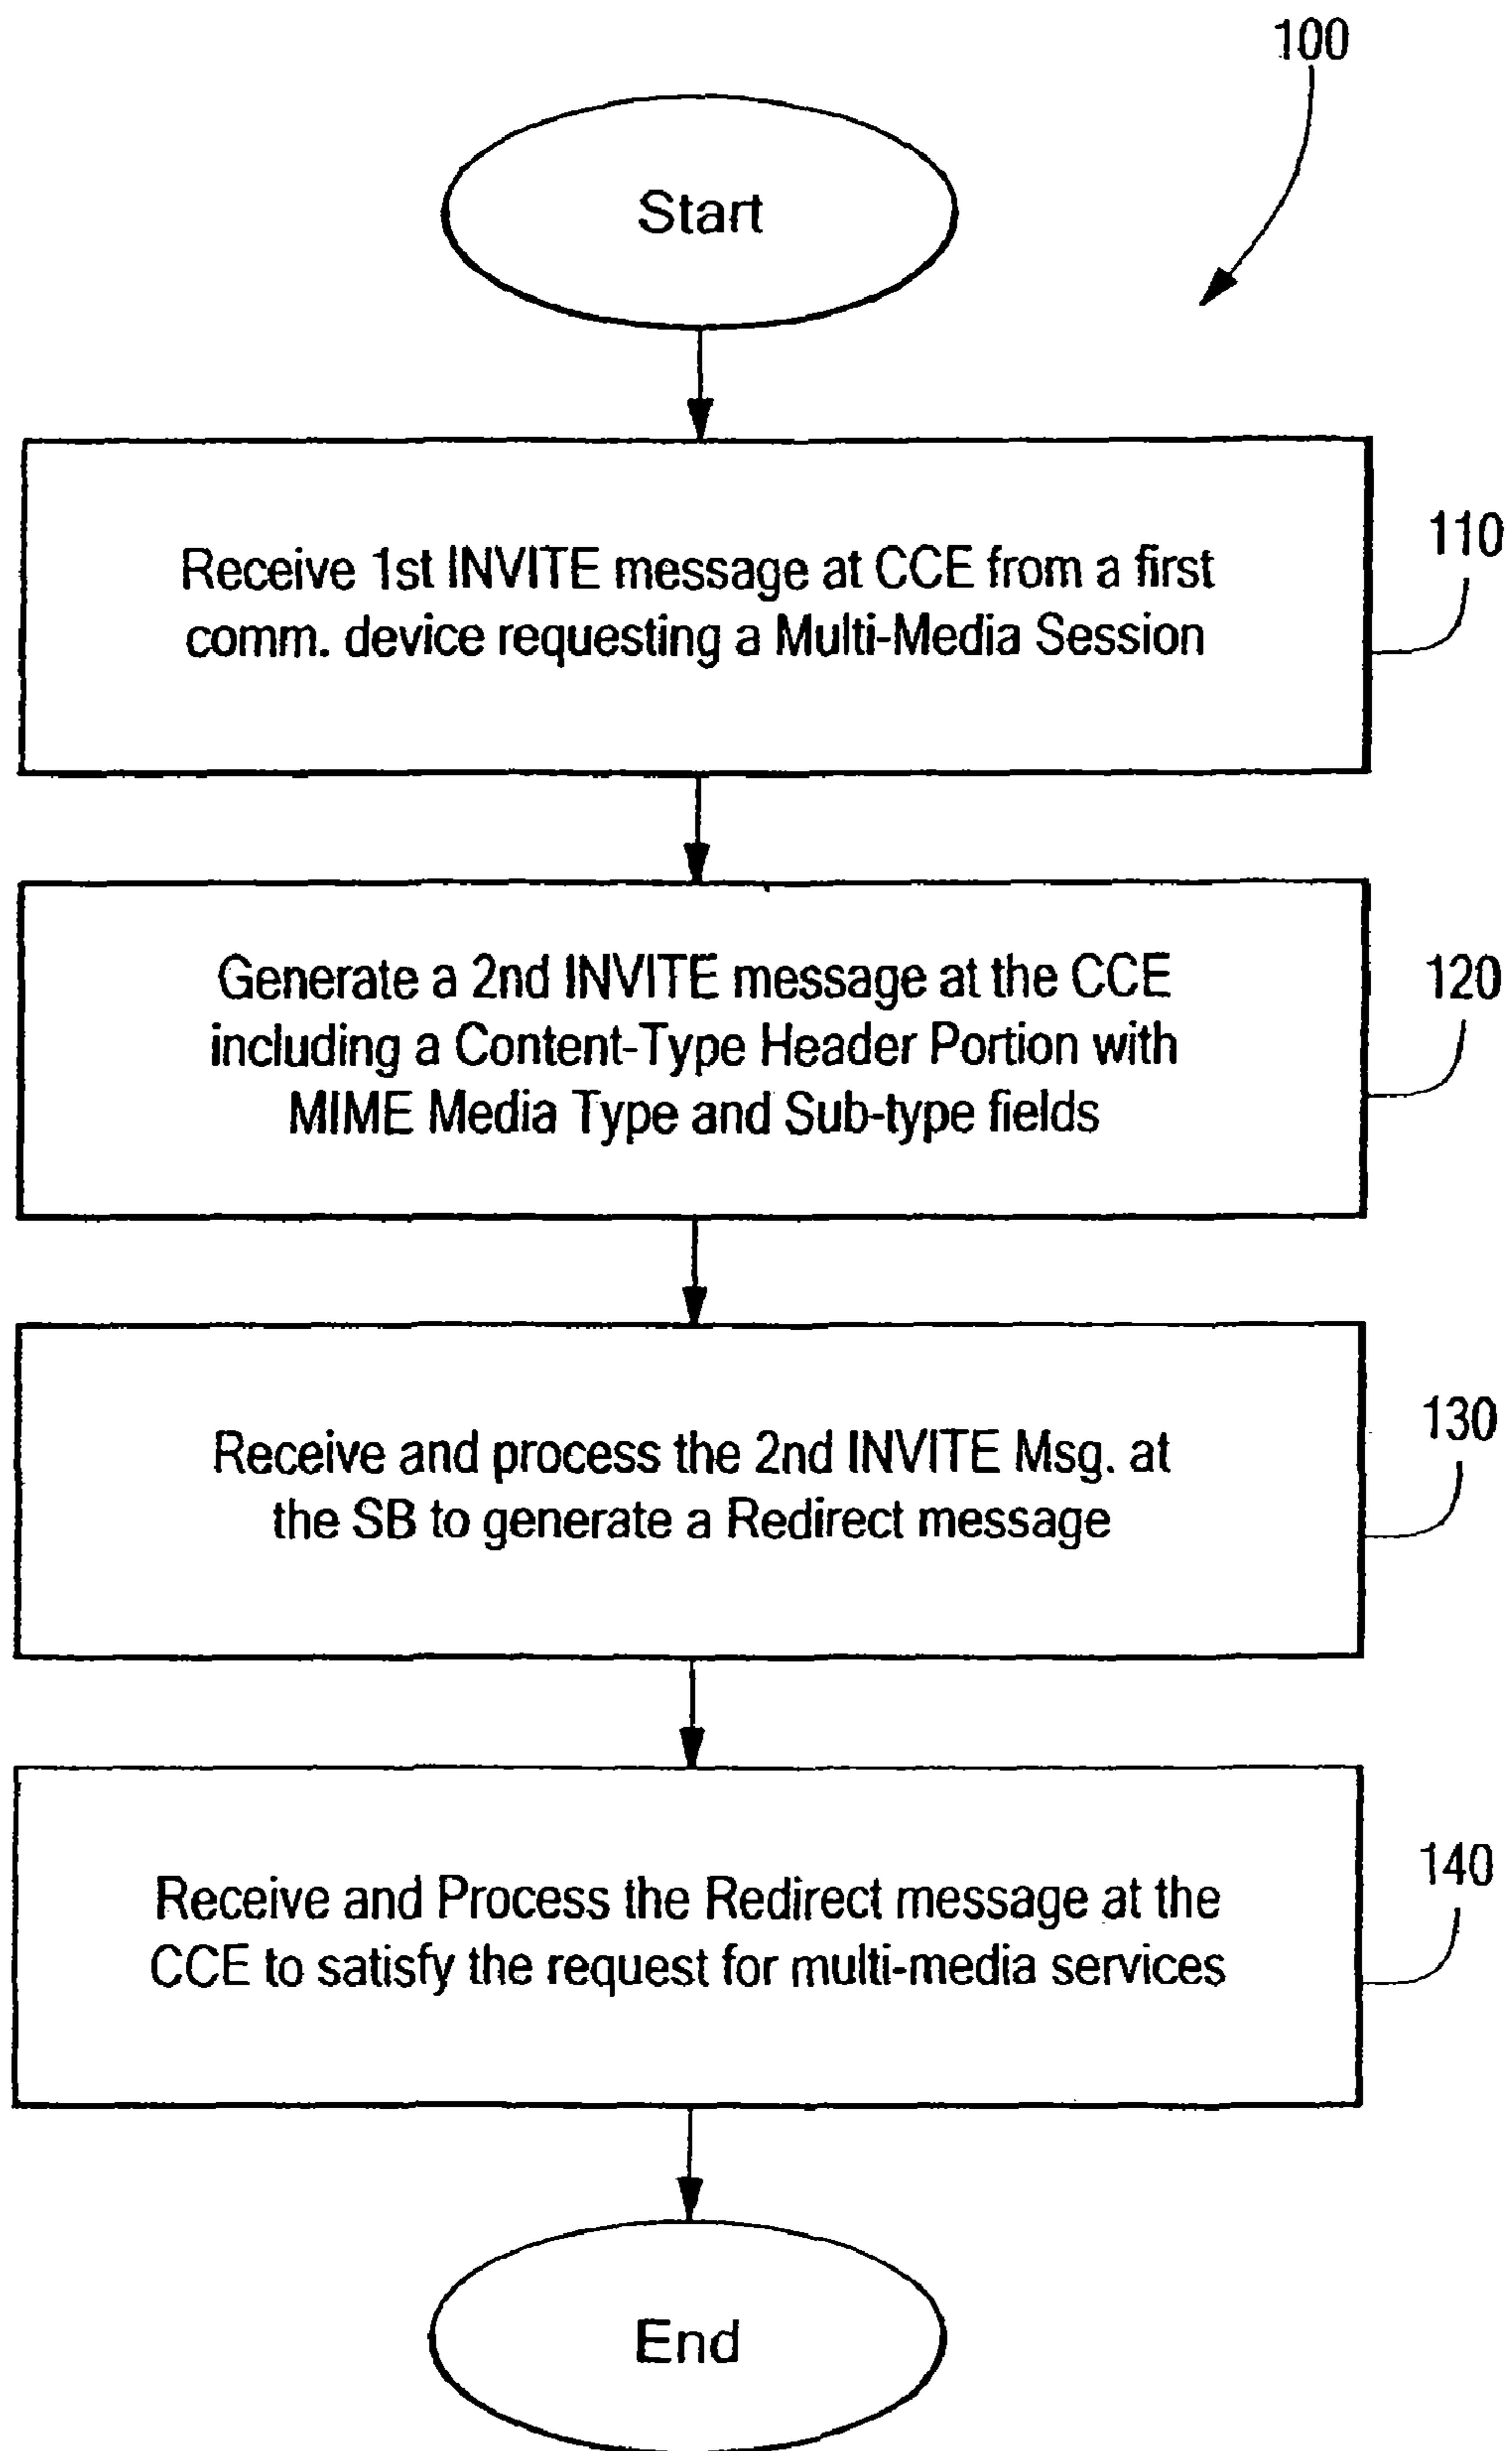 100
Start
Receive 1st INVITE message at CCE from a first
comm. device requesting a Multi-Media Session
110
Generate a 2nd INVITE message at the CCE
including a Content-Type Header Portion with
MIME Media Type and Sub-type fields
120
Receive and process the 2nd INVITE Msg. at
the SB to generate a Redirect message
130
Receive and Process the Redirect message at the
CCE to satisfy the request for multi-media services
140
End